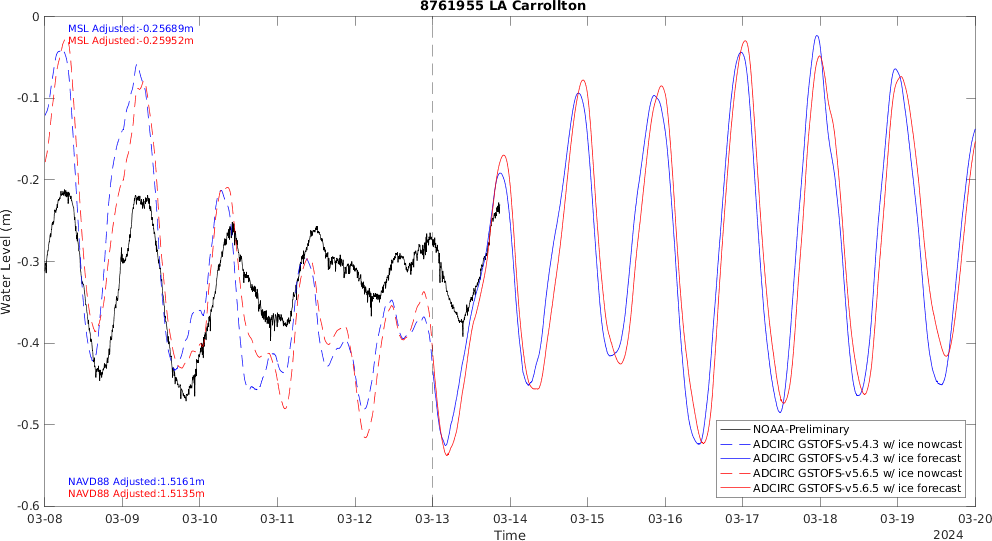 8761955 LA Carrollton
MSL Adjusted:-0.25689m
MSL Adjusted:-0.25952m
0
-0.1
-0.2
-0.3
-0.4
-0.5
-0.6
Water Level (m)
NAVD88 Adjusted:1.5161m
NAVD88 Adjusted:1.5135m
NOAA-Preliminary
ADCIRC GSTOFS-v5.4.3 w/ ice nowcast
ADCIRC GSTOFS-v5.4.3 w/ ice forecast
ADCIRC GSTOFS-v5.6.5 w/ ice nowcast
ADCIRC GSTOFS-v5.6.5 w/ ice forecast
03-08 03-09 03-10 03-11 03-12 03-13 03-14 03-15 03-16 03-17 03-18 03-19 03-20
Time
2024